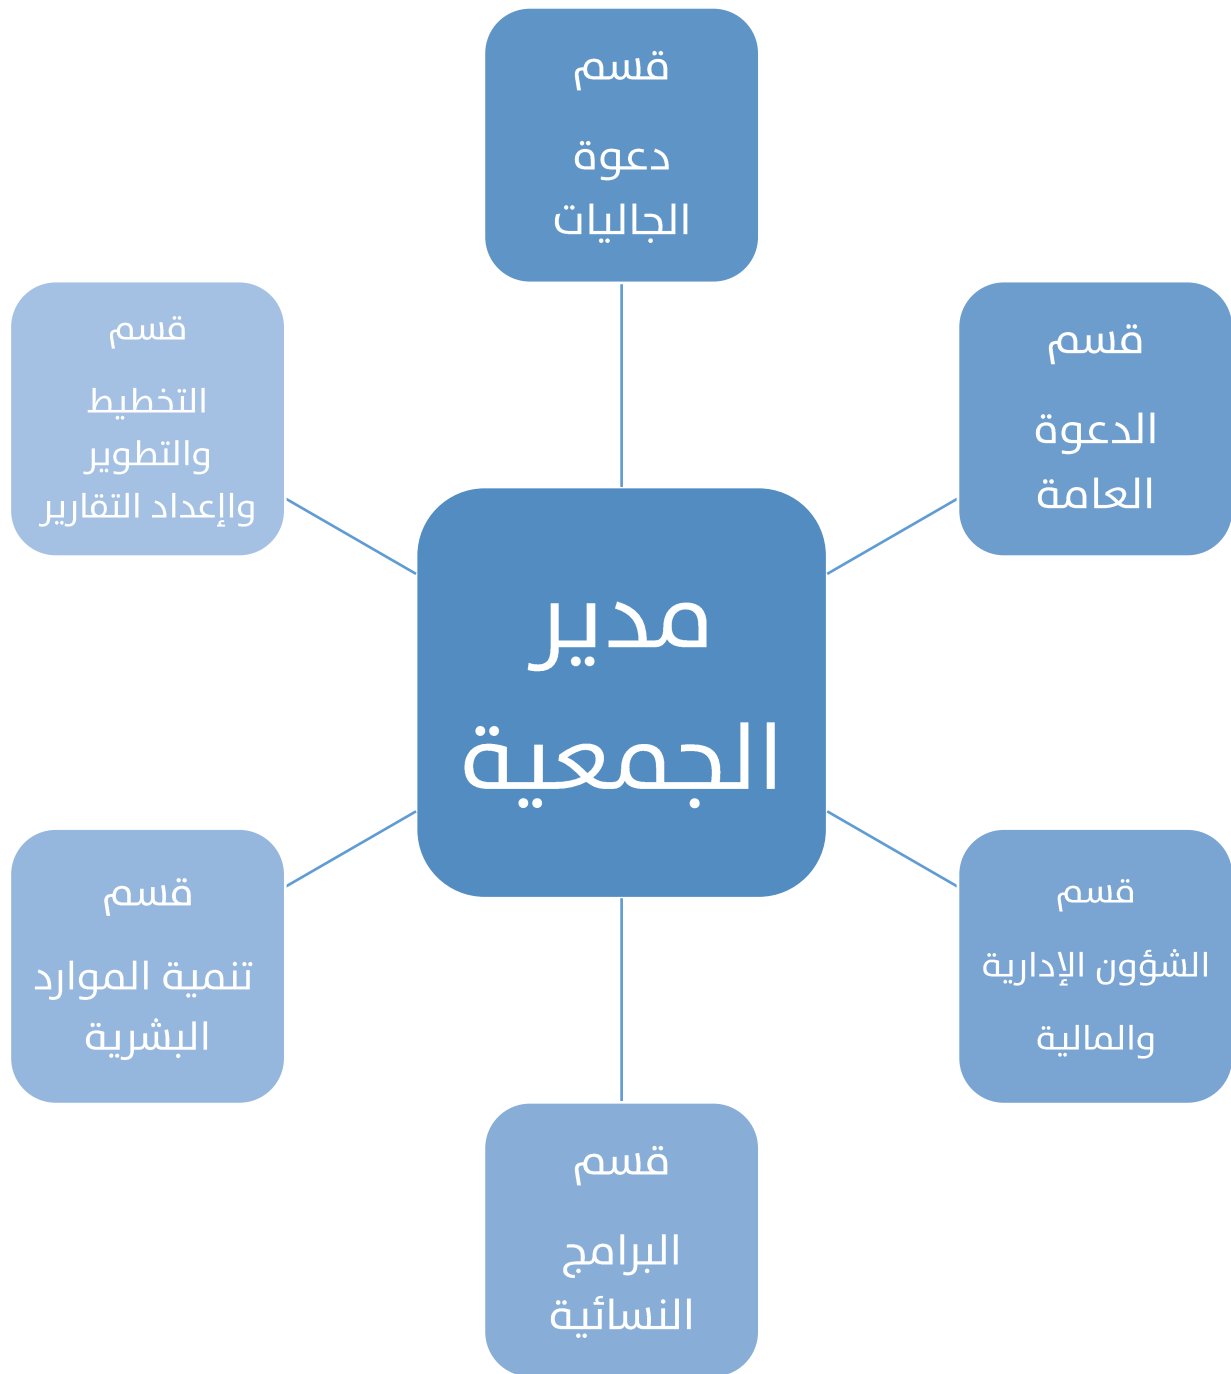 قسم
دعوة
الجاليات
قسم
الدعوة
العامة
قسم
التخطيط
والتطوير
واإعداد التقارير
مدير
الجمعية
قسم
الشؤون الإدارية
والمالية
قسم
تنمية الموارد
البشرية
قسم
البرامج
النسائية